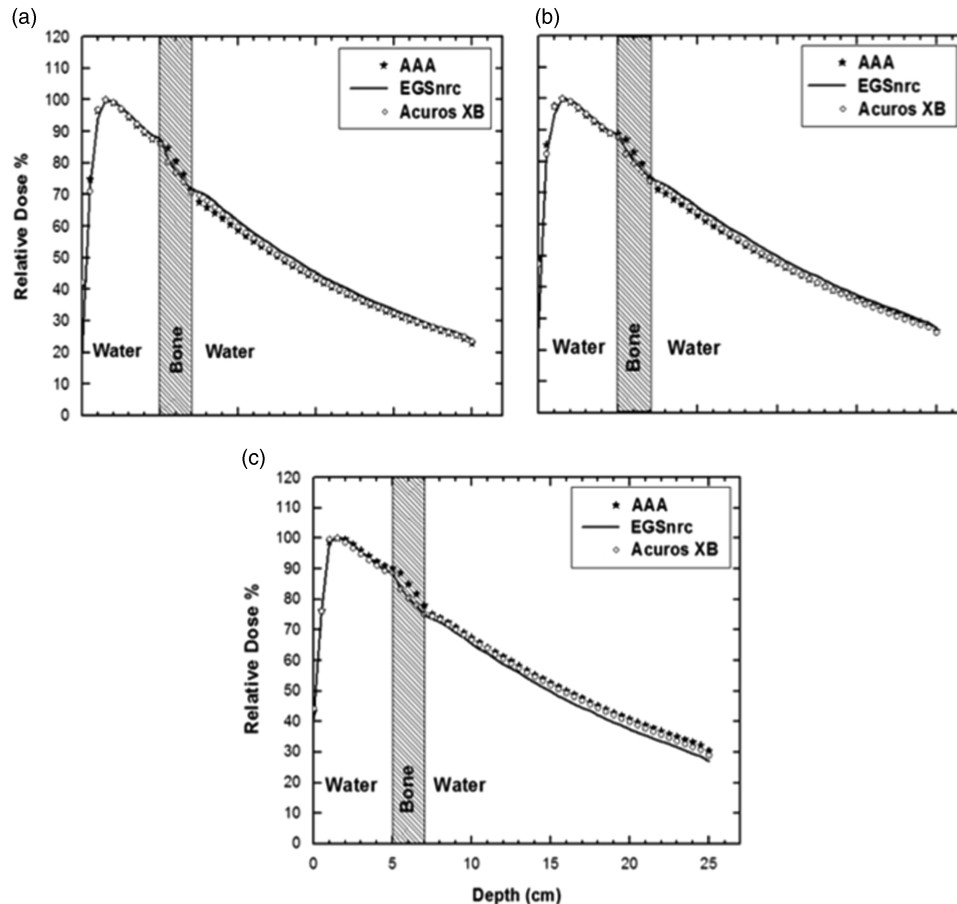 (a)
120
110
100
90
80
70
60
50
40
30
20
10
0
Relative Dose %
AAA
EGSnrc
Acuros XB
Water
Bone
Water
(b)
AAA
EGSnrc
Acuros XB
Water
Bone
Water
(c)
120
110
100
90
80
70
60
50
40
30
20
10
0
Relative Dose %
AAA
EGSnrc
Acuros XB
Water
Bone
Water
0
5
10
15
20
25
Depth (cm)